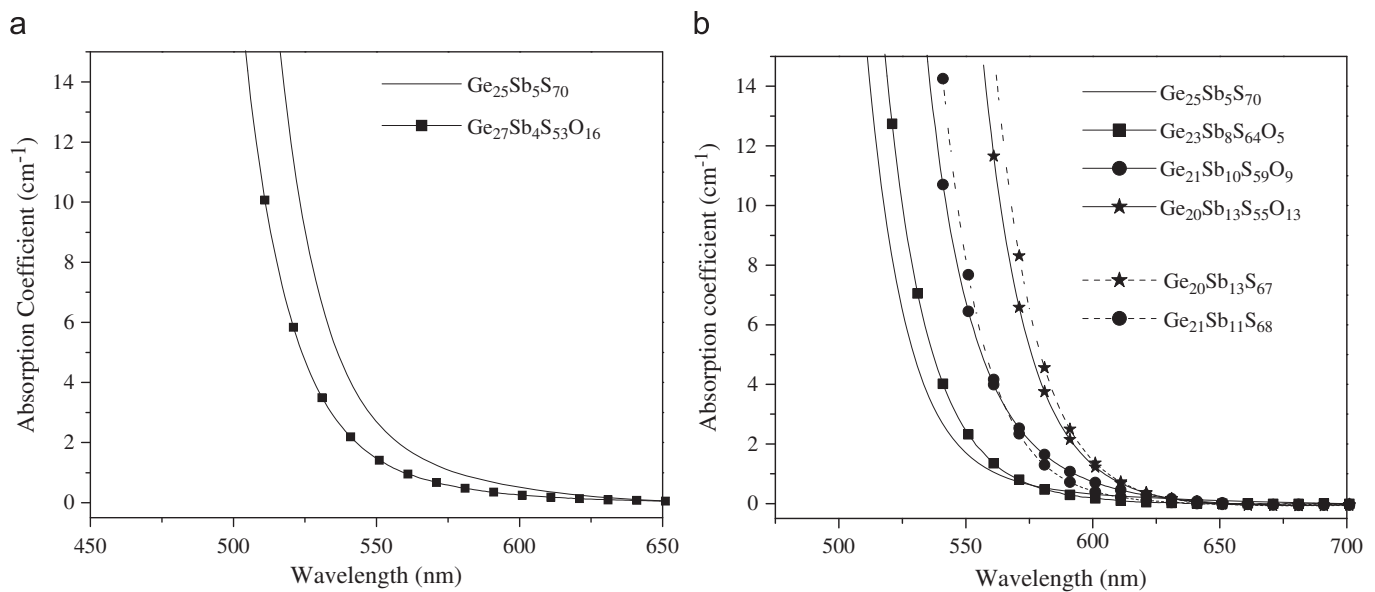 a
Absorption Coefficient (cm⁻¹)
14
12
10
8
6
4
2
0
450
500
550
600
650
Wavelength (nm)
Ge₂₅Sb₅S₇₀
Ge₂₇Sb₄S₅₃O₁₆
b
Absorption coefficient (cm⁻¹)
14
12
10
8
6
4
2
0
500
550
600
650
700
Wavelength (nm)
Ge₂₅Sb₅S₇₀
Ge₂₃Sb₈S₆₄O₅
Ge₂₁Sb₁₀S₅₉O₉
Ge₂₀Sb₁₃S₅₅O₁₃
Ge₂₀Sb₁₃S₆₇
Ge₂₁Sb₁₁S₆₈